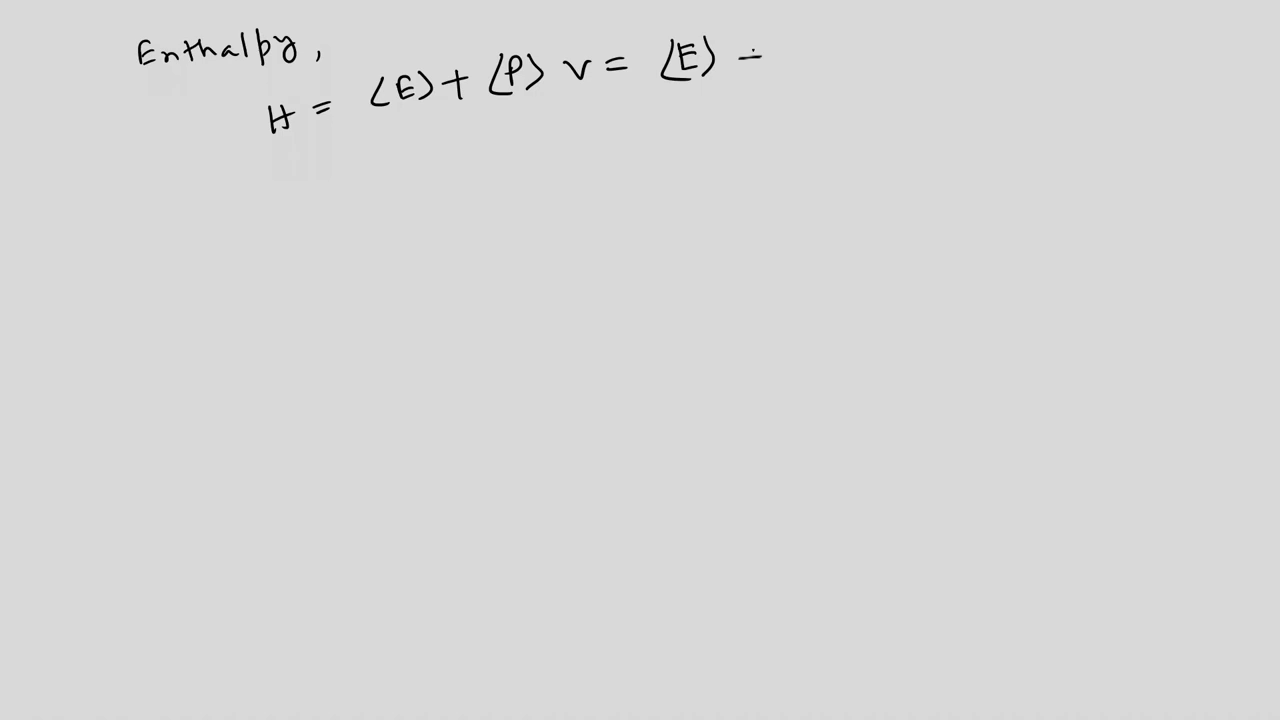 Enthalpy,
H = ⟨E⟩ + ⟨P⟩ V = ⟨E⟩ -